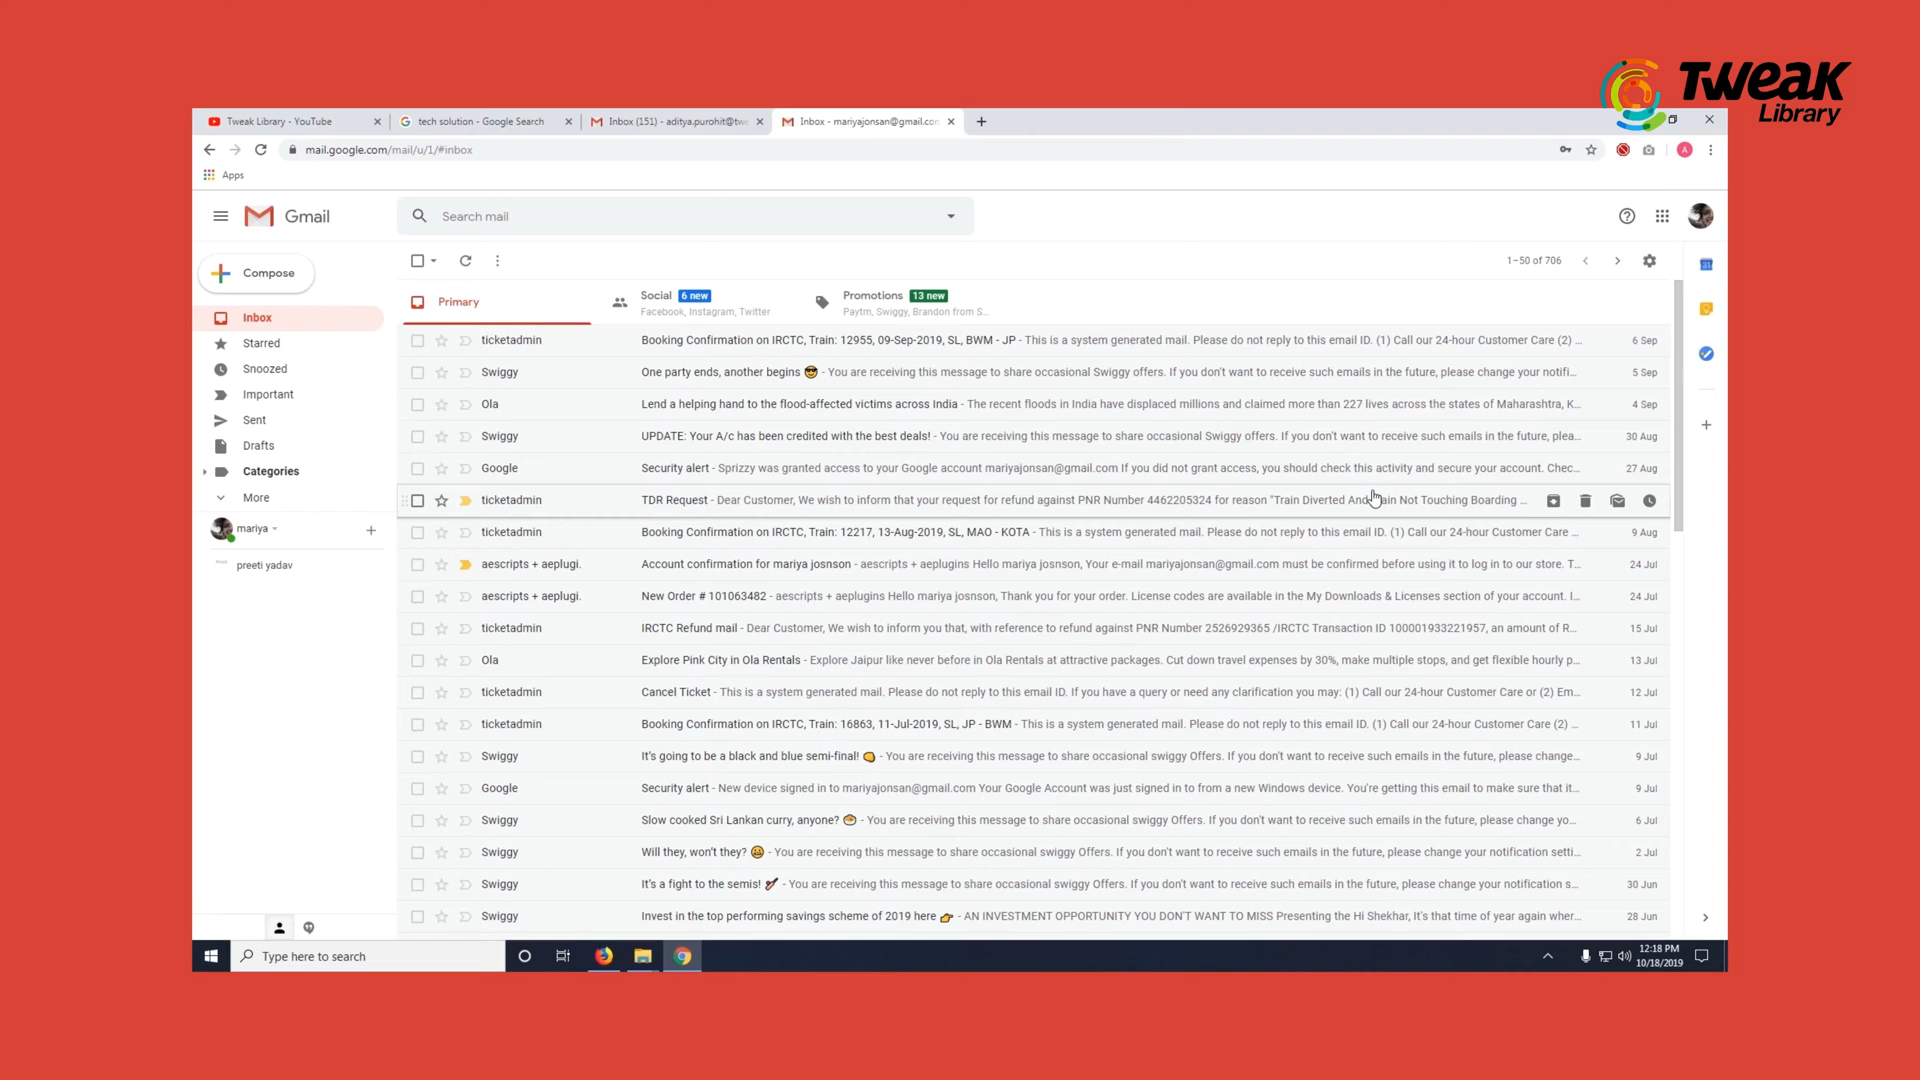 TWEAK
Library
Tweak Library - YouTube
tech solution - Google Search
Inbox (151) - aditya.purohit@tw
Inbox - mariyajonsan@gmail.co
mail.google.com/mail/u/1/#inbox
A
Apps
Gmail
Search mail
Compose
1–50 of 706
31
Primary
Social 6 new
Facebook, Instagram, Twitter
Promotions 13 new
Paytm, Swiggy, Brandon from S...
Inbox
Starred
Snoozed
Important
Sent
Drafts
Categories
More
mariya
preeti yadav
ticketadmin Booking Confirmation on IRCTC, Train: 12955, 09-Sep-2019, SL, BWM - JP - This is a system generated mail. Please do not reply to this email ID. (1) Call our 24-hour Customer Care (2) ... 6 Sep
Swiggy One party ends, another begins 😎 - You are receiving this message to share occasional Swiggy offers. If you don't want to receive such emails in the future, please change your notifi... 5 Sep
Ola Lend a helping hand to the flood-affected victims across India - The recent floods in India have displaced millions and claimed more than 227 lives across the states of Maharashtra, K... 4 Sep
Swiggy UPDATE: Your A/c has been credited with the best deals! - You are receiving this message to share occasional Swiggy offers. If you don't want to receive such emails in the future, plea... 30 Aug
Google Security alert - Sprizzy was granted access to your Google account mariyajonsan@gmail.com If you did not grant access, you should check this activity and secure your account. Chec... 27 Aug
ticketadmin TDR Request - Dear Customer, We wish to inform that your request for refund against PNR Number 4462205324 for reason "Train Diverted And Not Touching Boarding ...
ticketadmin Booking Confirmation on IRCTC, Train: 12217, 13-Aug-2019, SL, MAO - KOTA - This is a system generated mail. Please do not reply to this email ID. (1) Call our 24-hour Customer Care ... 9 Aug
aescripts + aeplugi. Account confirmation for mariya josnson - aescripts + aeplugins Hello mariya josnson, Your e-mail mariyajonsan@gmail.com must be confirmed before using it to log in to our store. T... 24 Jul
aescripts + aeplugi. New Order # 101063482 - aescripts + aeplugins Hello mariya josnson, Thank you for your order. License codes are available in the My Downloads & Licenses section of your account. I... 24 Jul
ticketadmin IRCTC Refund mail - Dear Customer, We wish to inform you that, with reference to refund against PNR Number 2526929365 /IRCTC Transaction ID 100001933221957, an amount of R... 15 Jul
Ola Explore Pink City in Ola Rentals - Explore Jaipur like never before in Ola Rentals at attractive packages. Cut down travel expenses by 30%, make multiple stops, and get flexible hourly p... 13 Jul
ticketadmin Cancel Ticket - This is a system generated mail. Please do not reply to this email ID. If you have a query or need any clarification you may: (1) Call our 24-hour Customer Care or (2) Em... 12 Jul
ticketadmin Booking Confirmation on IRCTC, Train: 16863, 11-Jul-2019, SL, JP - BWM - This is a system generated mail. Please do not reply to this email ID. (1) Call our 24-hour Customer Care (2) ... 11 Jul
Swiggy It's going to be a black and blue semi-final! 👊 - You are receiving this message to share occasional swiggy Offers. If you don't want to receive such emails in the future, please change... 9 Jul
Google Security alert - New device signed in to mariyajonsan@gmail.com Your Google Account was just signed in to from a new Windows device. You're getting this email to make sure that it... 9 Jul
Swiggy Slow cooked Sri Lankan curry, anyone? 🍛 - You are receiving this message to share occasional swiggy Offers. If you don't want to receive such emails in the future, please change yo... 6 Jul
Swiggy Will they, won't they? 😀 - You are receiving this message to share occasional swiggy Offers. If you don't want to receive such emails in the future, please change your notification setti... 2 Jul
Swiggy It's a fight to the semis! 🏏 - You are receiving this message to share occasional swiggy Offers. If you don't want to receive such emails in the future, please change your notification s... 30 Jun
Swiggy Invest in the top performing savings scheme of 2019 here 👉 - AN INVESTMENT OPPORTUNITY YOU DON'T WANT TO MISS Presenting the Hi Shekhar, It's that time of year again wher... 28 Jun
Type here to search
12:18 PM
10/18/2019